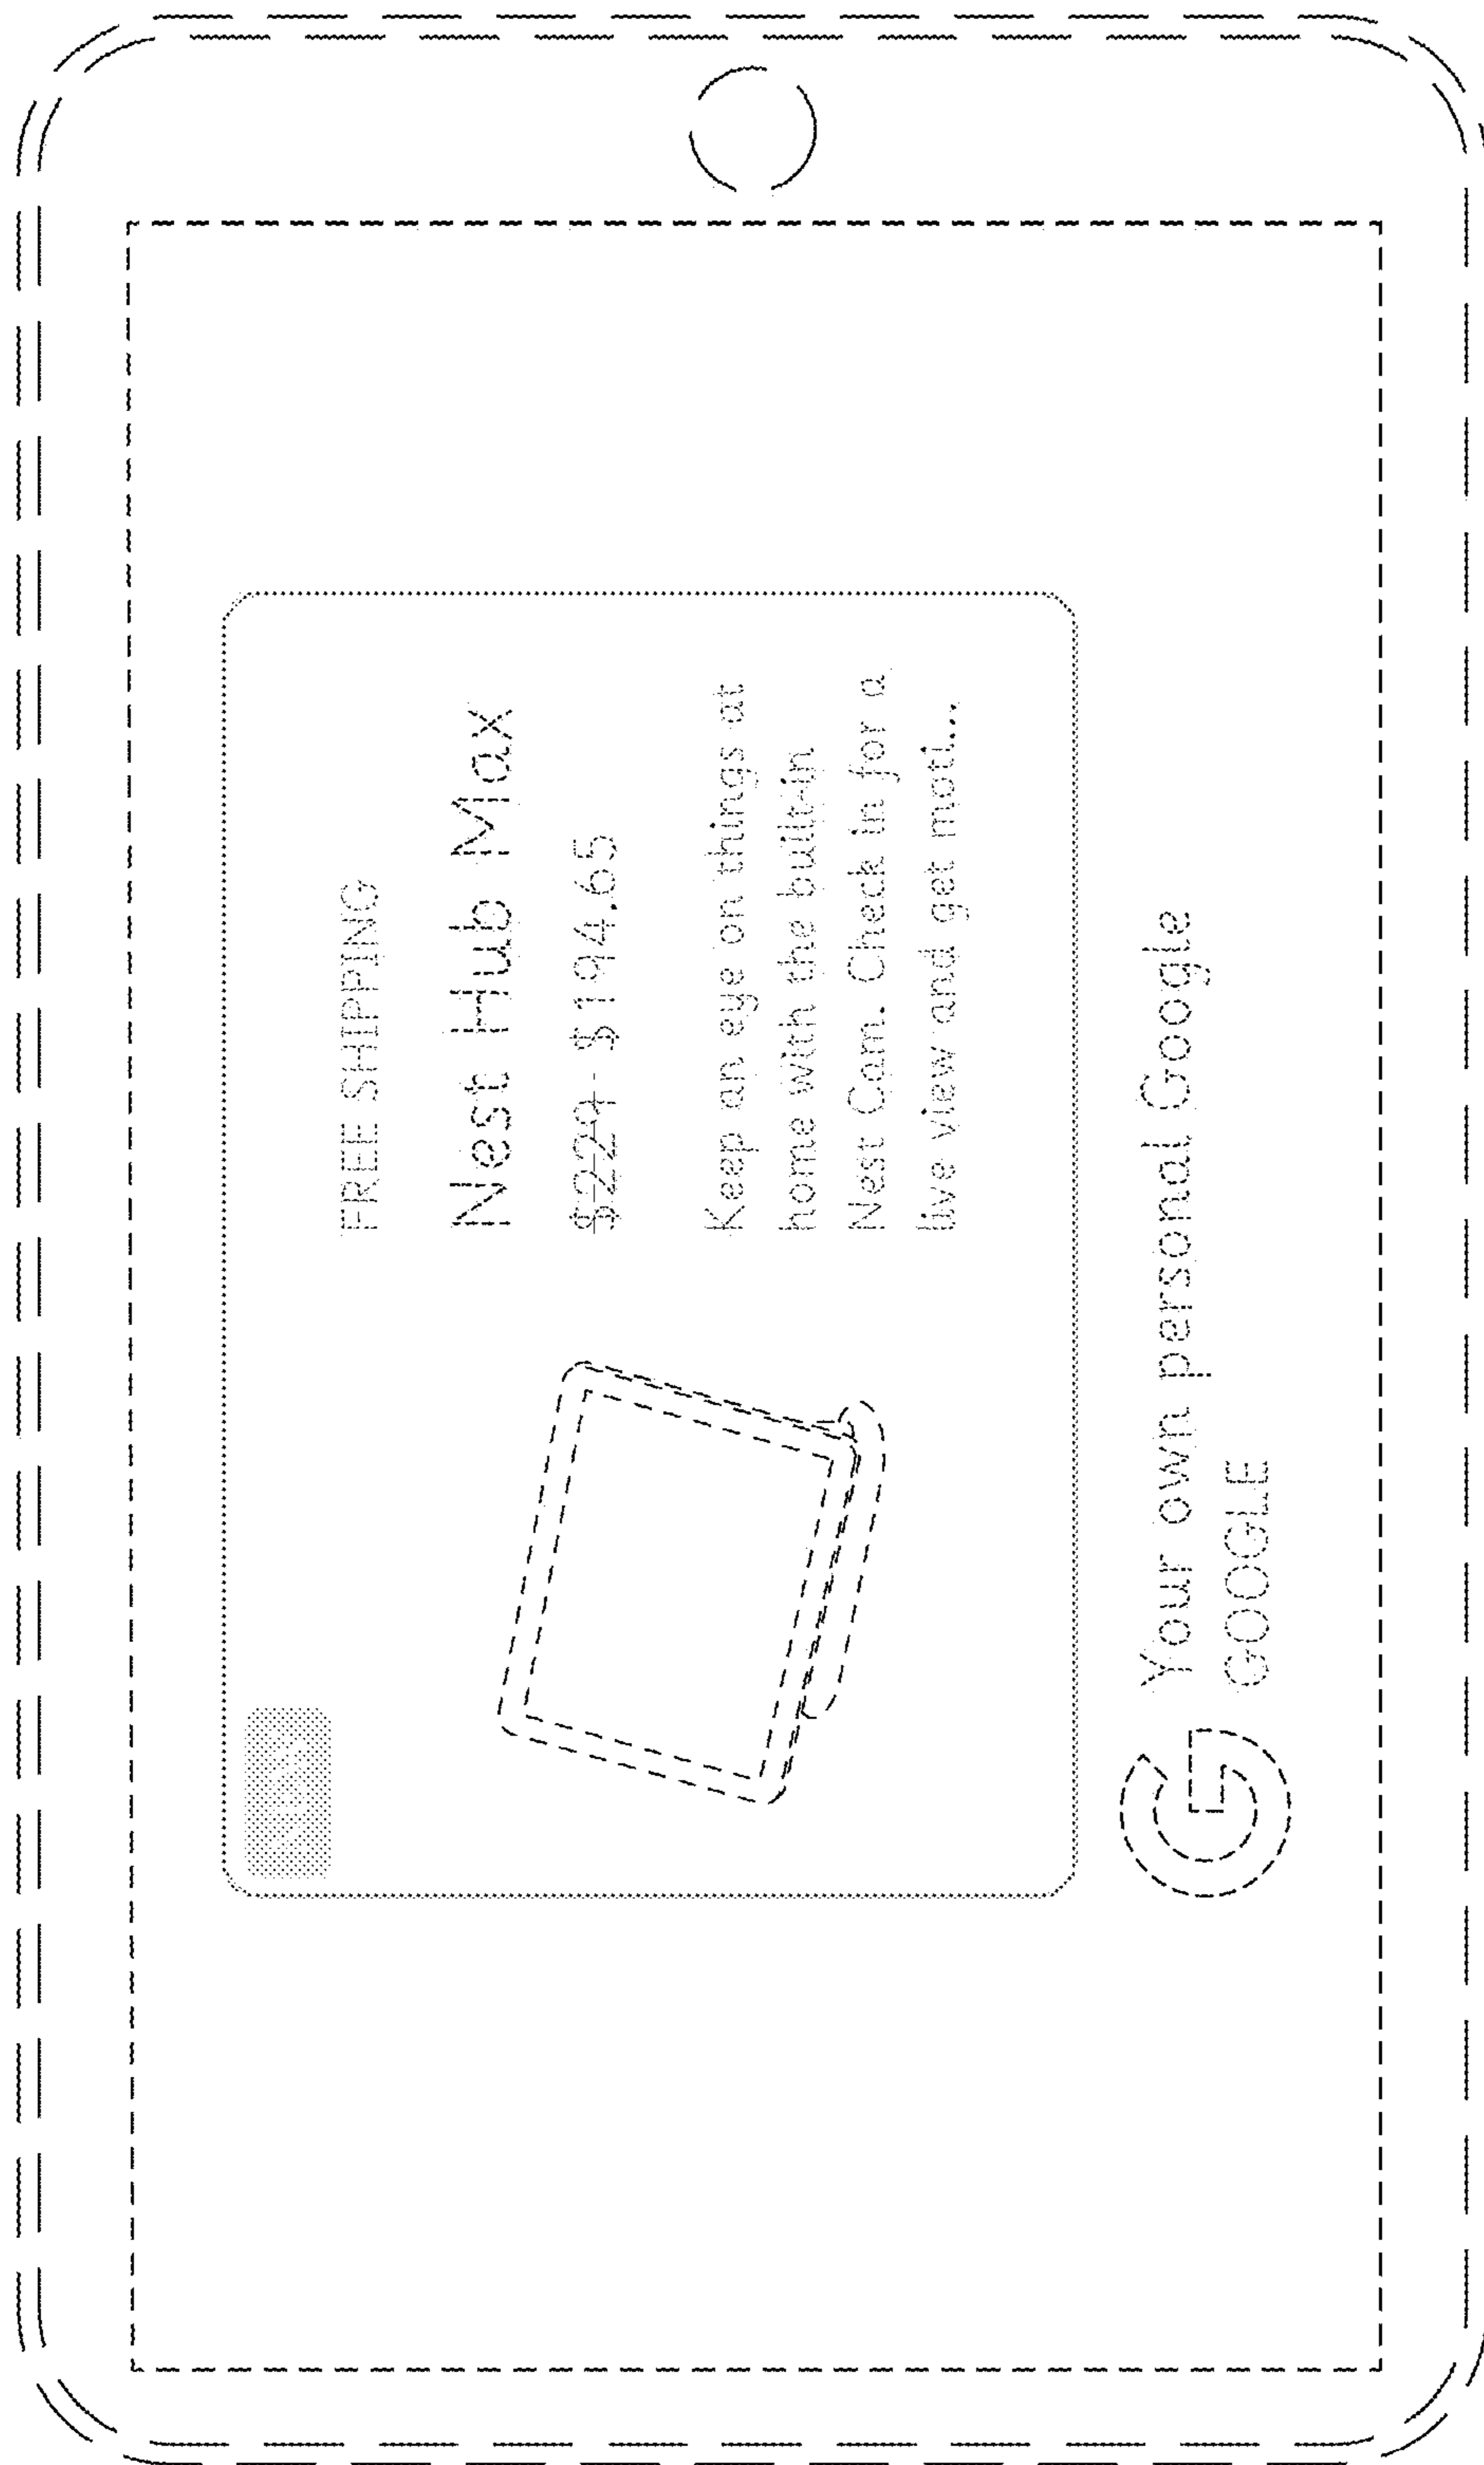 FREE SHIPPING
Nest Hub Max
$229 $194.65
Keep an eye on things at
home with the built-in
Nest Cam. Check in for a
live view and get moti...
Your own personal Google
GOOGLE